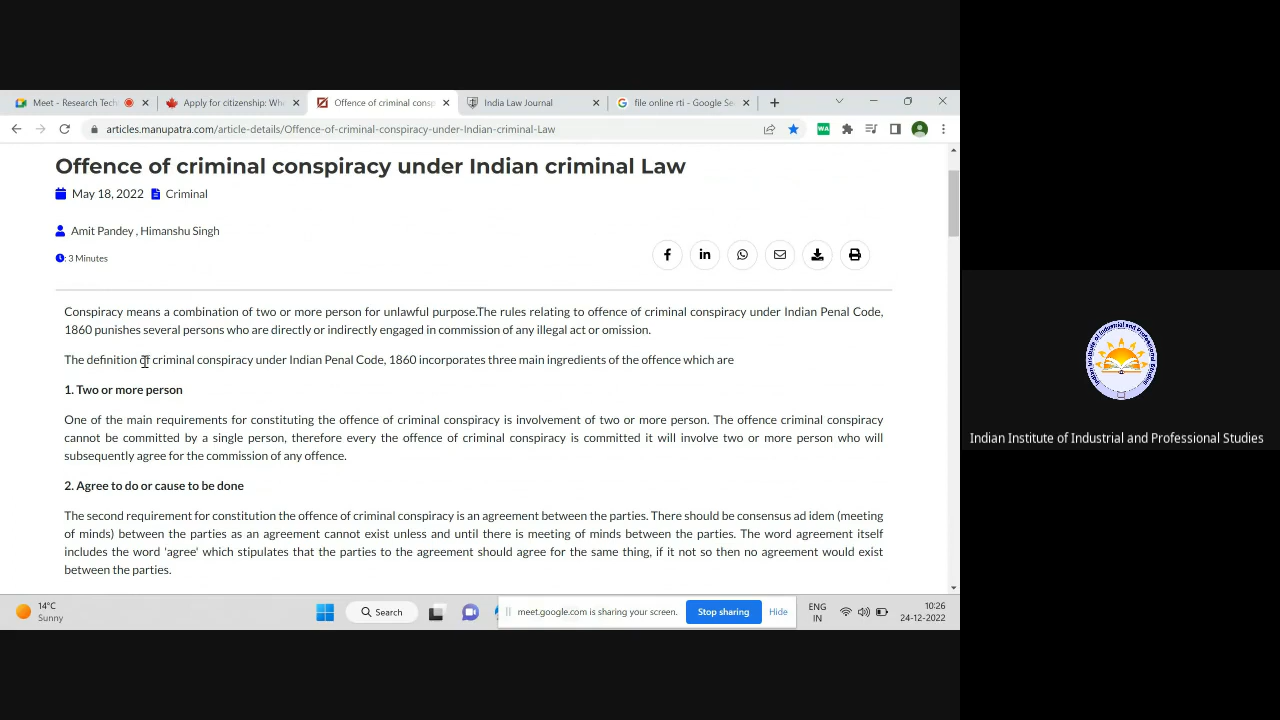 Meet - Research Tech
Apply for citizenship: Whe
Offence of criminal consp
India Law Journal
file online rti - Google Se
articles.manupatra.com/article-details/Offence-of-criminal-conspiracy-under-Indian-criminal-Law
WA
Offence of criminal conspiracy under Indian criminal Law
May 18, 2022 Criminal
Amit Pandey , Himanshu Singh
: 3 Minutes
Conspiracy means a combination of two or more person for unlawful purpose.The rules relating to offence of criminal conspiracy under Indian Penal Code,
1860 punishes several persons who are directly or indirectly engaged in commission of any illegal act or omission.
The definition of criminal conspiracy under Indian Penal Code, 1860 incorporates three main ingredients of the offence which are
1. Two or more person
One of the main requirements for constituting the offence of criminal conspiracy is involvement of two or more person. The offence criminal conspiracy
cannot be committed by a single person, therefore every the offence of criminal conspiracy is committed it will involve two or more person who will
subsequently agree for the commission of any offence.
2. Agree to do or cause to be done
The second requirement for constitution the offence of criminal conspiracy is an agreement between the parties. There should be consensus ad idem (meeting
of minds) between the parties as an agreement cannot exist unless and until there is meeting of minds between the parties. The word agreement itself
includes the word 'agree' which stipulates that the parties to the agreement should agree for the same thing, if it not so then no agreement would exist
between the parties.
Indian Institute of Industrial and Professional Studies
14°C
Sunny
Search
meet.google.com is sharing your screen.
Stop sharing
Hide
ENG
IN
10:26
24-12-2022